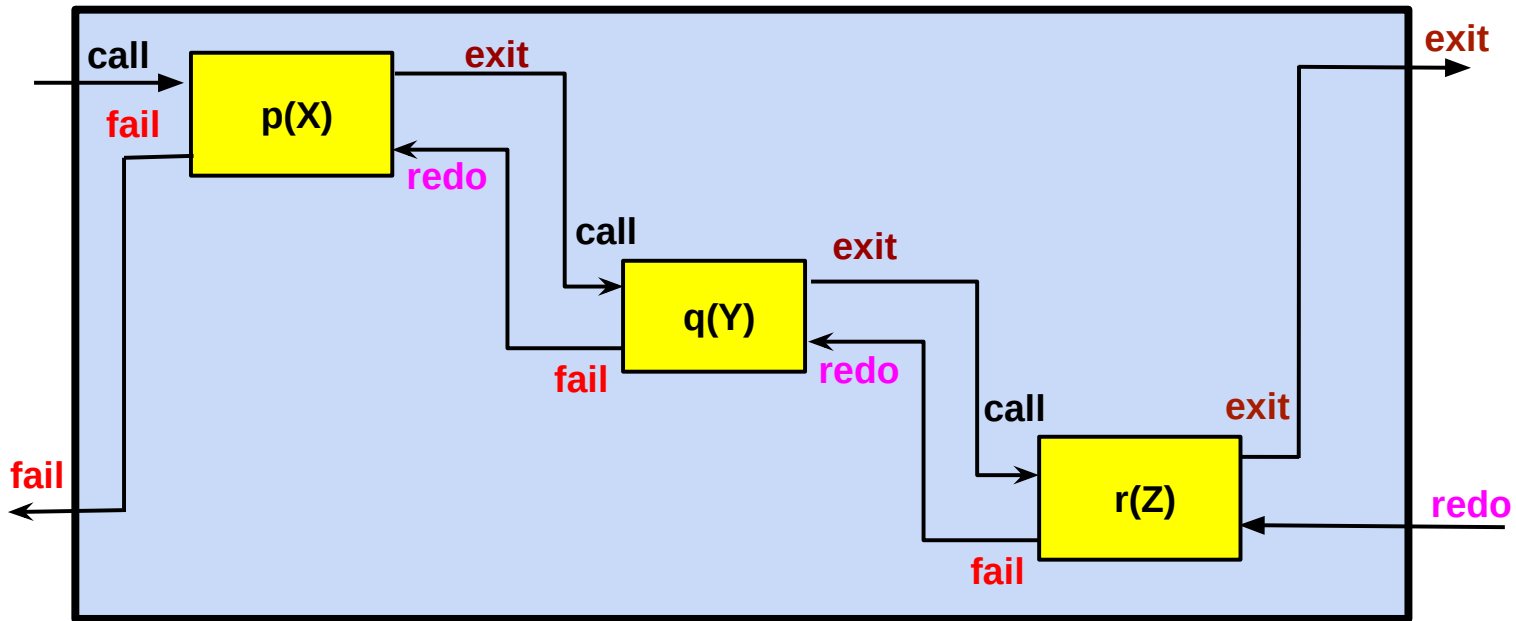 call
exit
exit
p(X)
fail
redo
call
exit
q(Y)
fail
redo
call
exit
fail
r(Z)
redo
fail